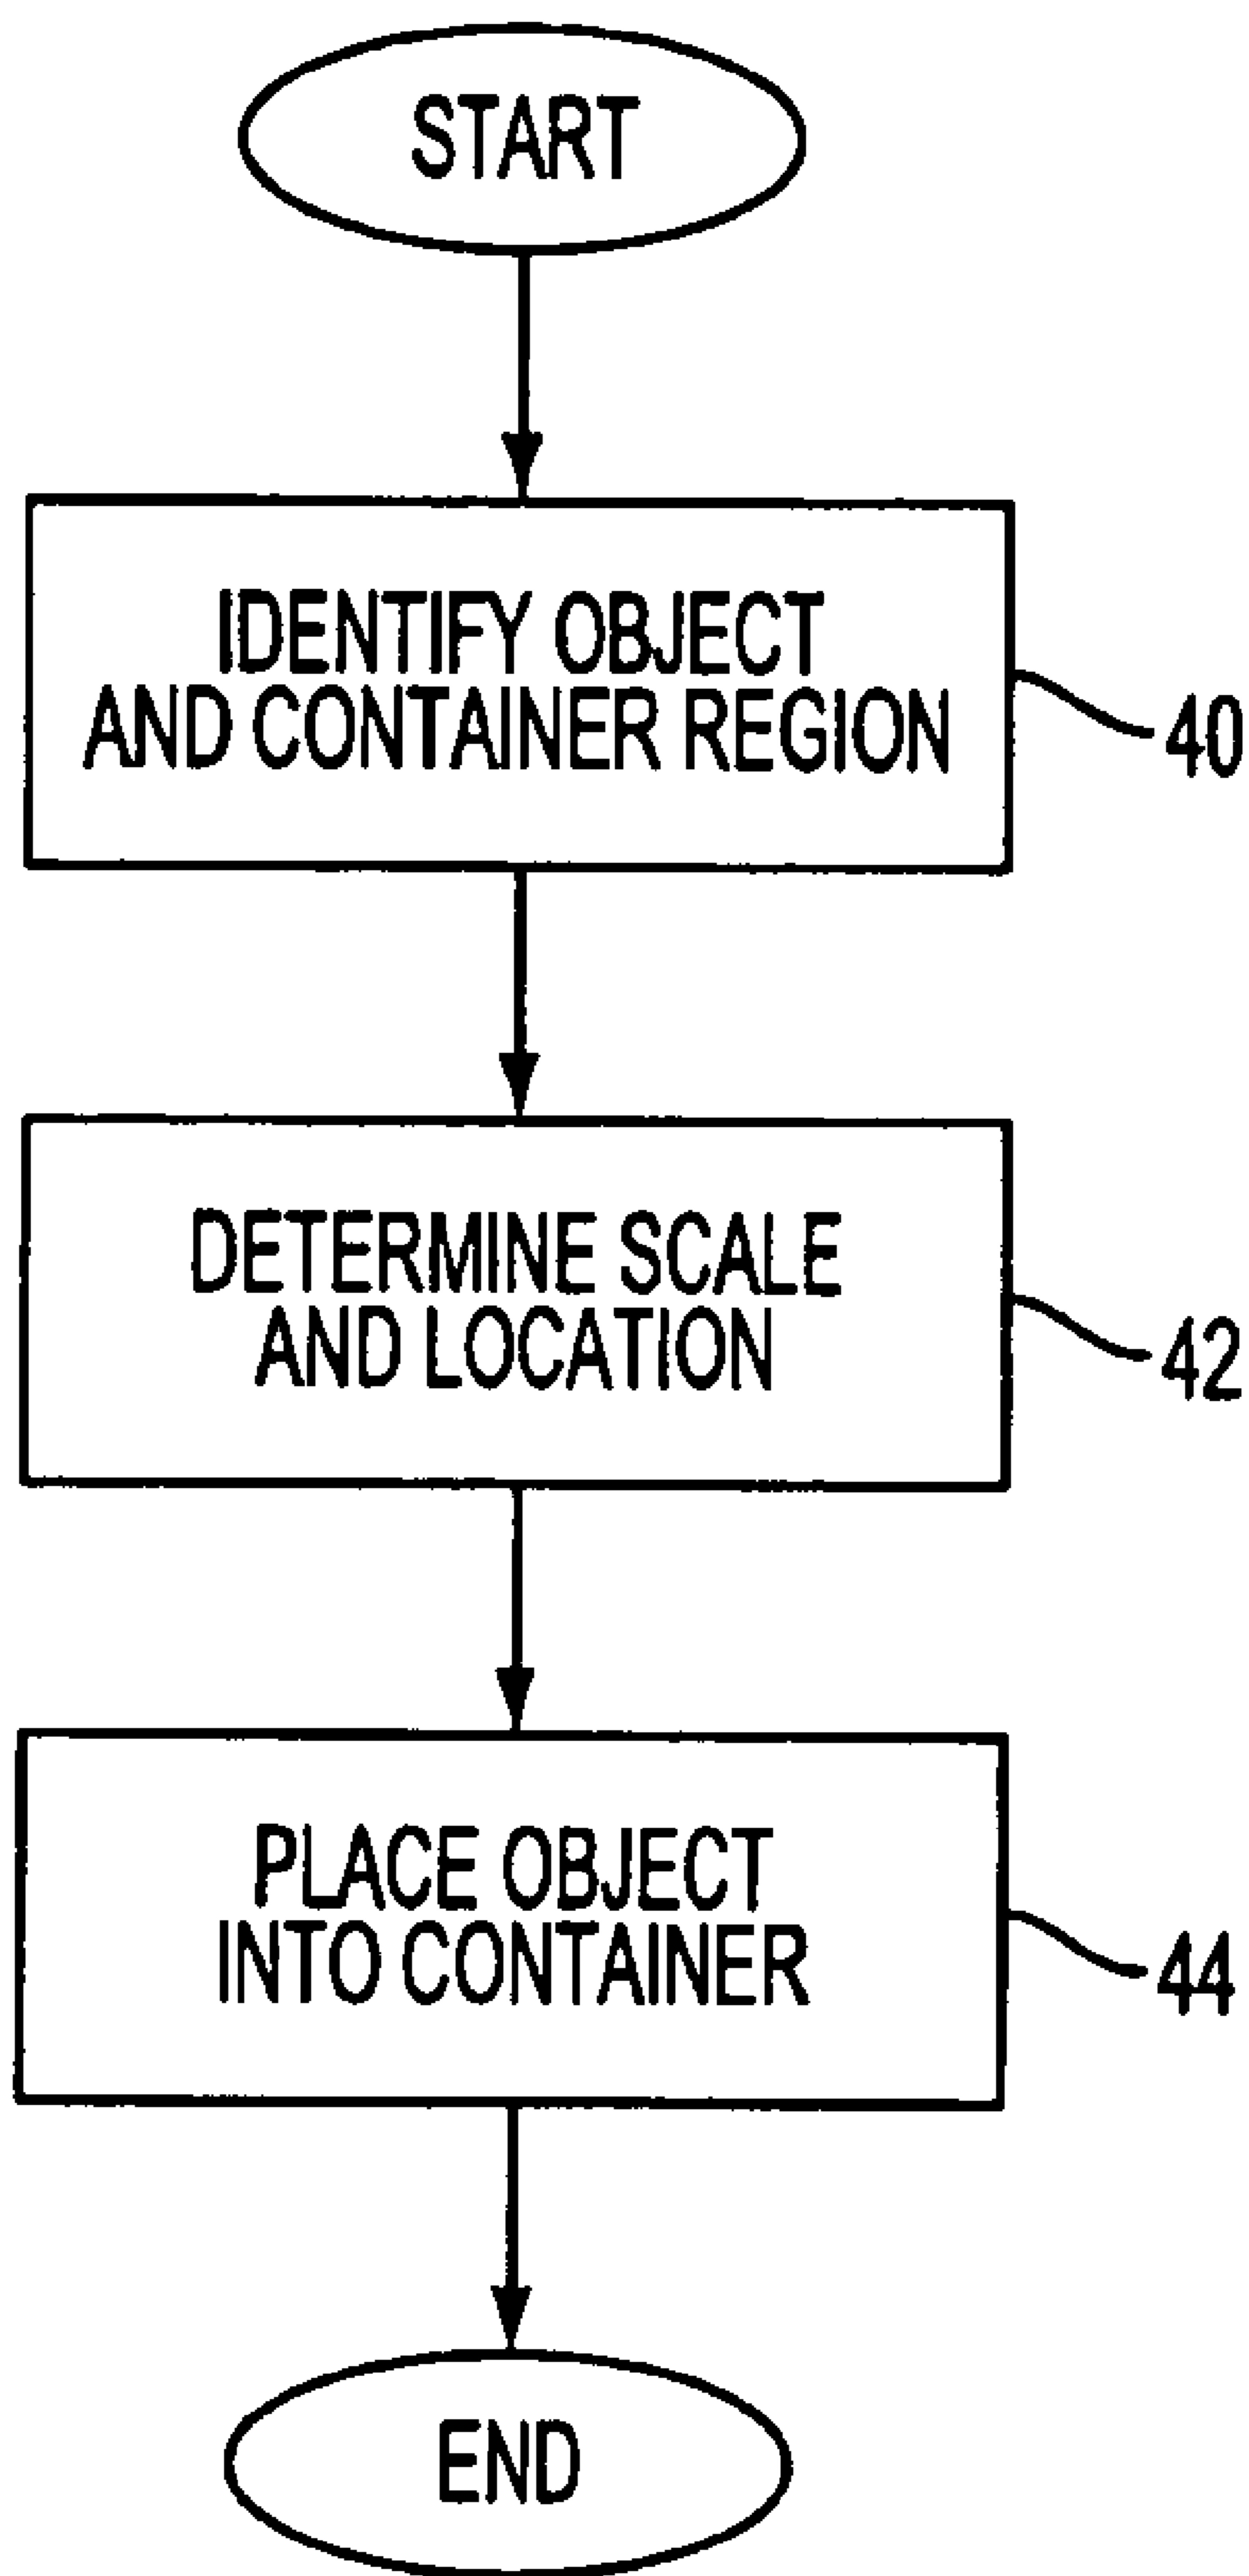 START
IDENTIFY OBJECT
AND CONTAINER REGION
40
DETERMINE SCALE
AND LOCATION
42
PLACE OBJECT
INTO CONTAINER
44
END